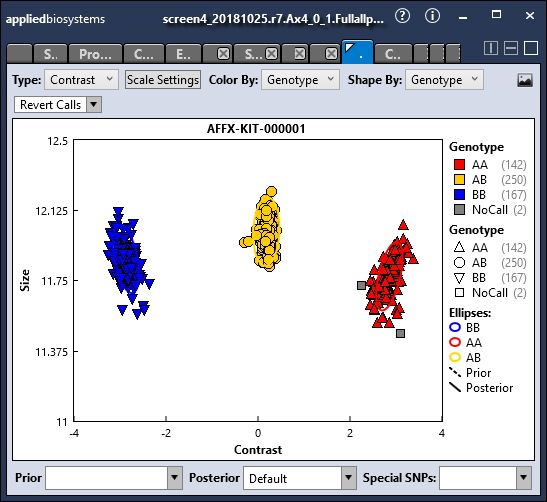 appliedbiosystems screen4_20181025.r7.Ax4_0_1.Fullallp...
S. Pro... C... E... S... . C..
Type: Contrast Scale Settings Color By: Genotype Shape By: Genotype
Revert Calls
AFFX-KIT-000001
12.5
12.125
11.75
11.375
11
Size
-4 -2 0 2 4
Contrast
Genotype
AA (142)
AB (250)
BB (167)
NoCall (2)
Genotype
AA (142)
AB (250)
BB (167)
NoCall (2)
Ellipses:
BB
AA
AB
Prior
Posterior
Prior Posterior Default Special SNPs: